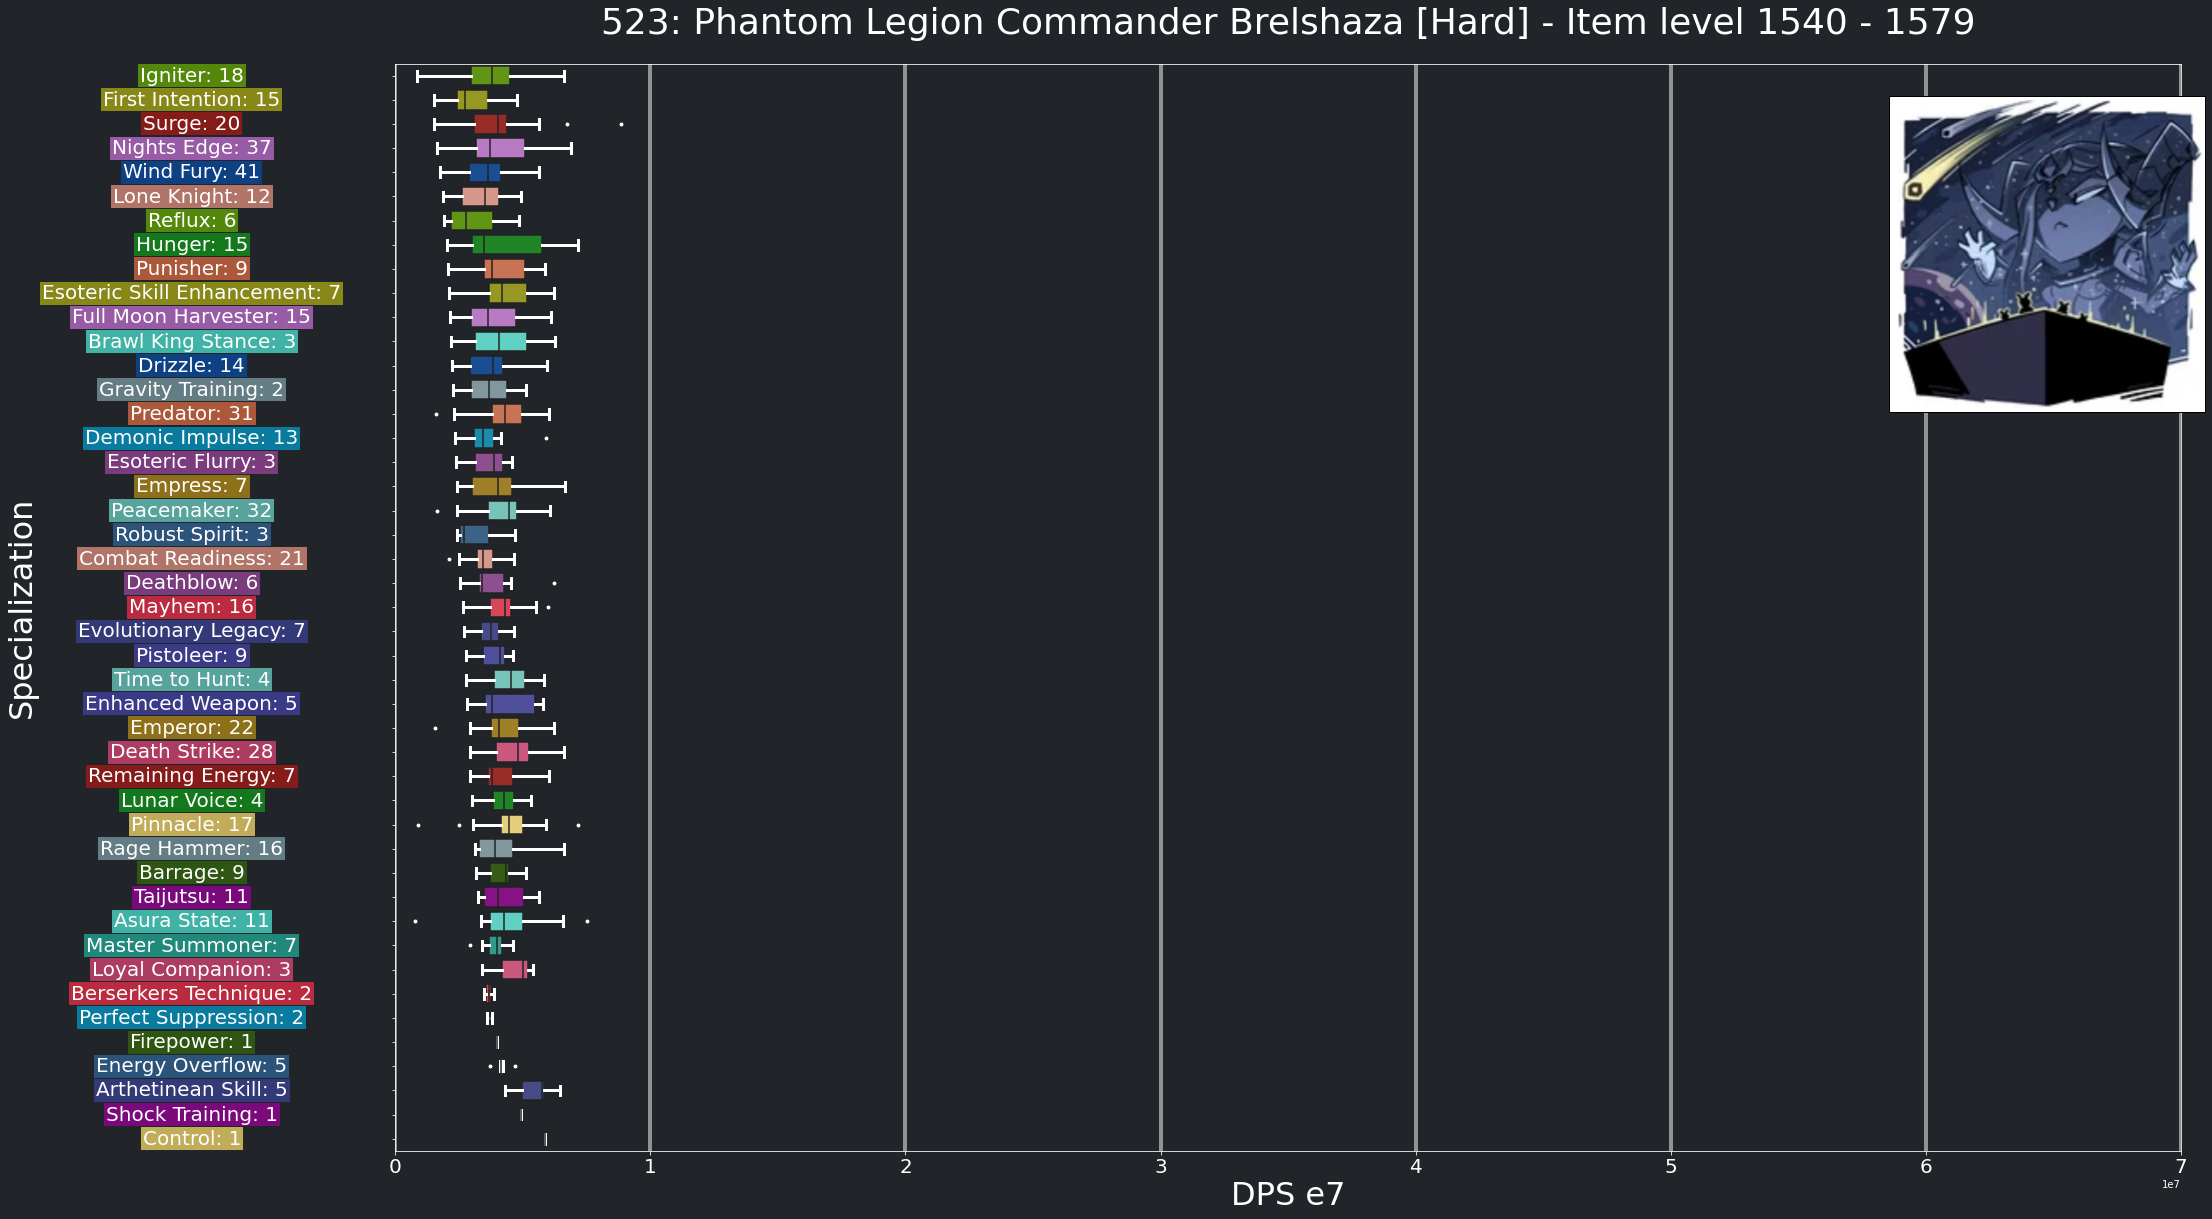 523: Phantom Legion Commander Brelshaza [Hard] - Item level 1540 - 1579
Igniter: 18
First Intention: 15
Surge: 20
Nights Edge: 37
Wind Fury: 41
Lone Knight: 12
Reflux: 6
Hunger: 15
Punisher: 9
Esoteric Skill Enhancement: 7
Full Moon Harvester: 15
Brawl King Stance: 3
Drizzle: 14
Gravity Training: 2
Predator: 31
Demonic Impulse: 13
Esoteric Flurry: 3
Empress: 7
Peacemaker: 32
Robust Spirit: 3
Combat Readiness: 21
Deathblow: 6
Mayhem: 16
Evolutionary Legacy: 7
Pistoleer: 9
Time to Hunt: 4
Enhanced Weapon: 5
Emperor: 22
Death Strike: 28
Remaining Energy: 7
Lunar Voice: 4
Pinnacle: 17
Rage Hammer: 16
Barrage: 9
Taijutsu: 11
Asura State: 11
Master Summoner: 7
Loyal Companion: 3
Berserkers Technique: 2
Perfect Suppression: 2
Firepower: 1
Energy Overflow: 5
Arthetinean Skill: 5
Shock Training: 1
Control: 1
Specialization
0 1 2 3 4 5 6 7
1e7
DPS e7